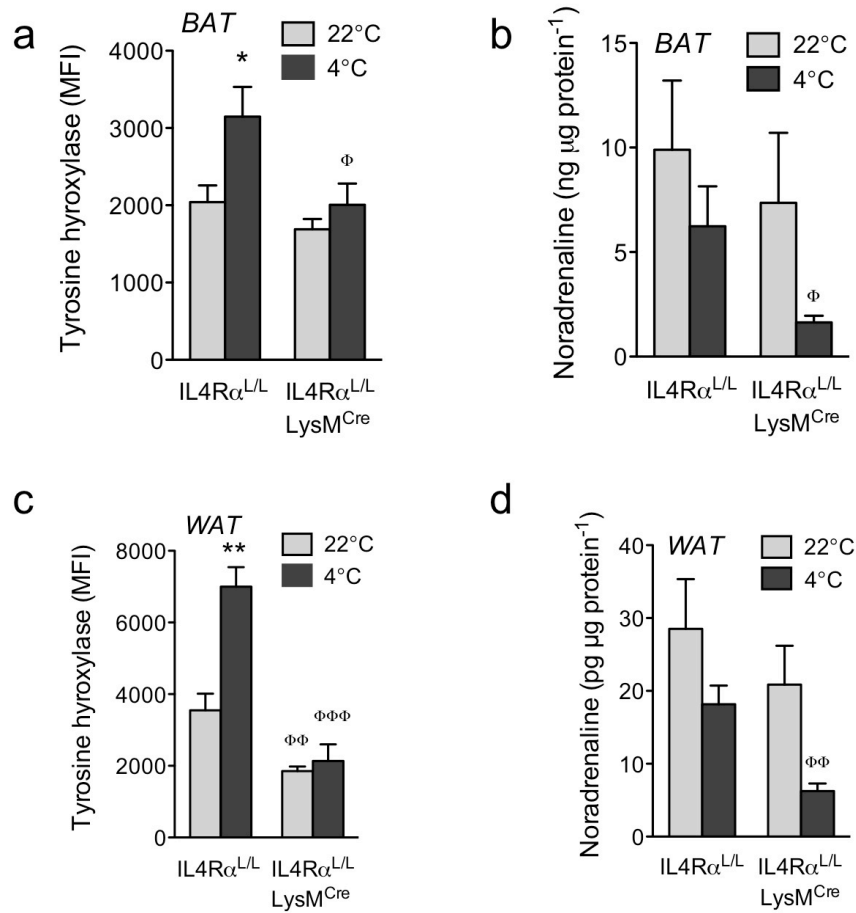 a
BAT
22°C
4°C
Tyrosine hyroxylase (MFI)
4000
3000
2000
1000
0
*
Φ
IL4Rα^L/L
IL4Rα^L/L
LysM^Cre
b
BAT
22°C
4°C
Noradrenaline (ng µg protein⁻¹)
15
10
5
0
Φ
IL4Rα^L/L
IL4Rα^L/L
LysM^Cre
c
WAT
22°C
4°C
Tyrosine hyroxylase (MFI)
8000
6000
4000
2000
0
**
ΦΦ
ΦΦΦ
IL4Rα^L/L
IL4Rα^L/L
LysM^Cre
d
WAT
22°C
4°C
Noradrenaline (pg µg protein⁻¹)
40
30
20
10
0
ΦΦ
IL4Rα^L/L
IL4Rα^L/L
LysM^Cre